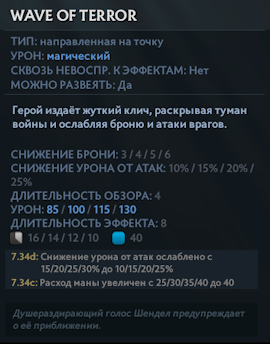 WAVE OF TERROR
ТИП: направленная на точку
УРОН: магический
СКВОЗЬ НЕВОСПР. К ЭФФЕКТАМ: Нет
МОЖНО РАЗВЕЯТЬ: Да
Герой издаёт жуткий клич, раскрывая туман
войны и ослабляя броню и атаки врагов.
СНИЖЕНИЕ БРОНИ: 3 / 4 / 5 / 6
СНИЖЕНИЕ УРОНА ОТ АТАК: 10% / 15% / 20% /
25%
ДЛИТЕЛЬНОСТЬ ОБЗОРА: 4
УРОН: 85 / 100 / 115 / 130
ДЛИТЕЛЬНОСТЬ ЭФФЕКТА: 8
16 / 14 / 12 / 10 40
7.34d: Снижение урона от атак ослаблено с
15/20/25/30% до 10/15/20/25%
7.34c: Расход маны увеличен с 25/30/35/40 до 40
Душераздирающий голос Шендел предупреждает
о её приближении.